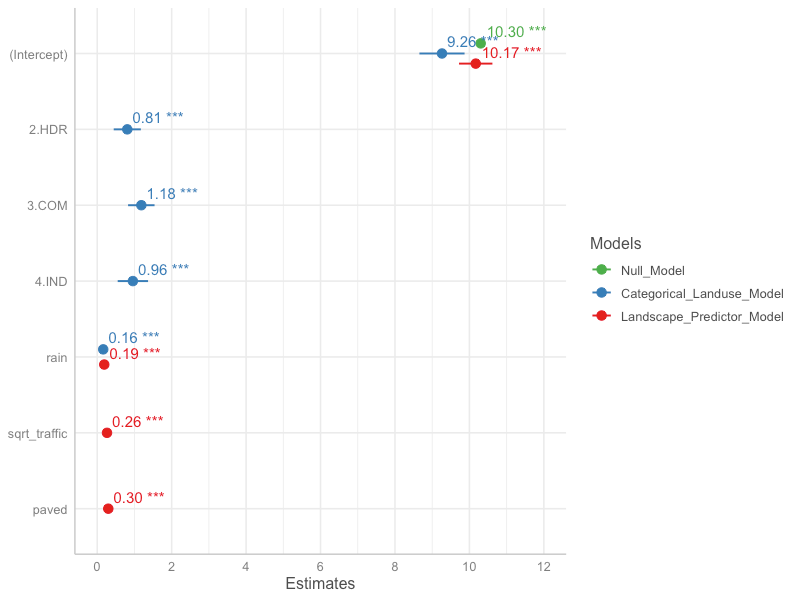 10.30 ***
9.26 ***
(Intercept)
10.17 ***
0.81 ***
2.HDR
1.18 ***
3.COM
0.96 ***
4.IND
0.16 ***
0.19 ***
rain
0.26 ***
sqrt_traffic
0.30 ***
paved
0 2 4 6 8 10 12
Estimates
Models
Null_Model
Categorical_Landuse_Model
Landscape_Predictor_Model